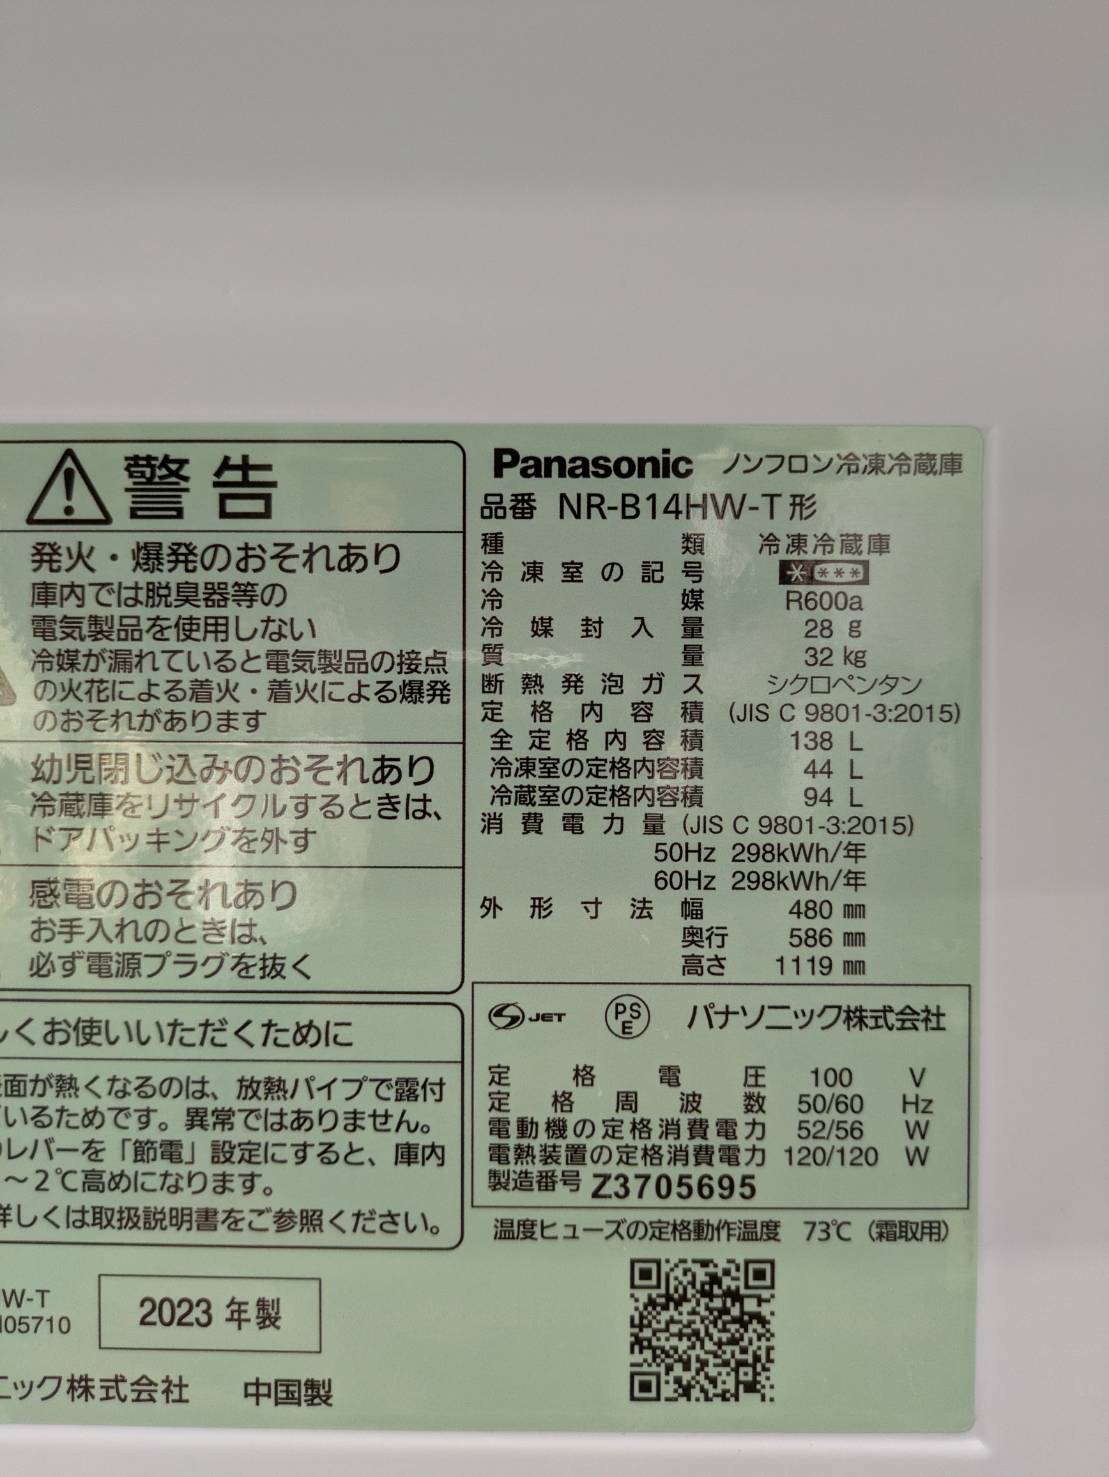 警告
発火・爆発のおそれあり
庫内では脱臭器等の
電気製品を使用しない
冷媒が漏れていると電気製品の接点
の火花による着火・着火による爆発
のおそれがあります
幼児閉じ込みのおそれあり
冷蔵庫をリサイクルするときは、
ドアパッキングを外す
感電のおそれあり
お手入れのときは、
必ず電源プラグを抜く
くお使いいただくために
面が熱くなるのは、放熱パイプで露付
いるためです。異常ではありません。
レバーを「節電」設定にすると、庫内
～2℃高めになります。
詳しくは取扱説明書をご参照ください。
W-T
05710
2023 年製
ニック株式会社 中国製
Panasonic ノンフロン冷凍冷蔵庫
品番 NR-B14HW-T形
種類 冷凍冷蔵庫
冷凍室の記号 * ***
冷媒 R600a
冷媒封入量 28 g
質量 32 kg
断熱発泡ガス シクロペンタン
定格内容積 (JIS C 9801-3:2015)
全定格内容積 138 L
冷凍室の定格内容積 44 L
冷蔵室の定格内容積 94 L
消費電力量 (JIS C 9801-3:2015)
50Hz 298kWh/年
60Hz 298kWh/年
外形寸法 幅 480 mm
奥行 586 mm
高さ 1119 mm
JET PSE パナソニック株式会社
定格電圧 100 V
定格周波数 50/60 Hz
電動機の定格消費電力 52/56 W
電熱装置の定格消費電力 120/120 W
製造番号 Z3705695
温度ヒューズの定格動作温度 73℃（霜取用）